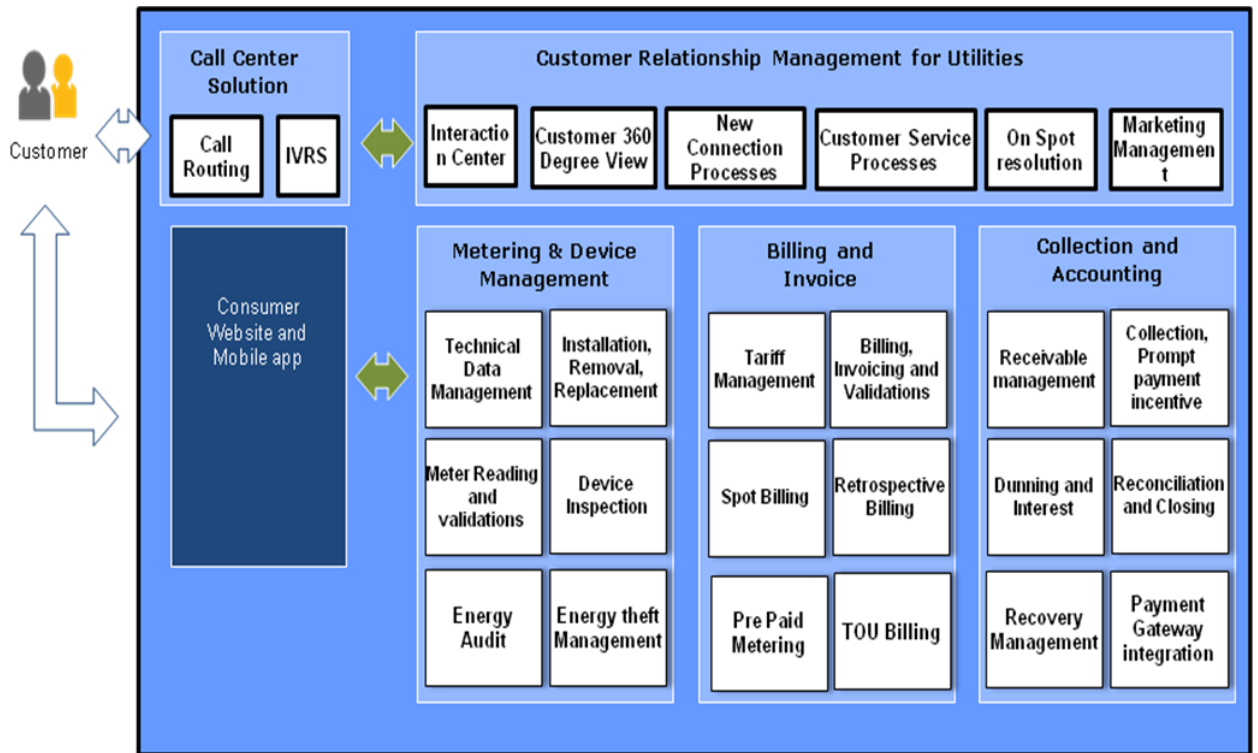 Customer
Call Center
Solution
Call
Routing
IVRS
Customer Relationship Management for Utilities
Interactio
n Center
Customer 360
Degree View
New
Connection
Processes
Customer Service
Processes
On Spot
resolution
Marketing
Managemen
t
Consumer
Website and
Mobile app
Metering & Device
Management
Technical
Data
Management
Installation,
Removal,
Replacement
Meter Reading
and
validations
Device
Inspection
Energy
Audit
Energy theft
Management
Billing and
Invoice
Tariff
Management
Billing,
Invoicing and
Validations
Spot Billing
Retrospective
Billing
Pre Paid
Metering
TOU Billing
Collection and
Accounting
Receivable
management
Collection,
Prompt
payment
incentive
Dunning and
Interest
Reconciliation
and Closing
Recovery
Management
Payment
Gateway
integration